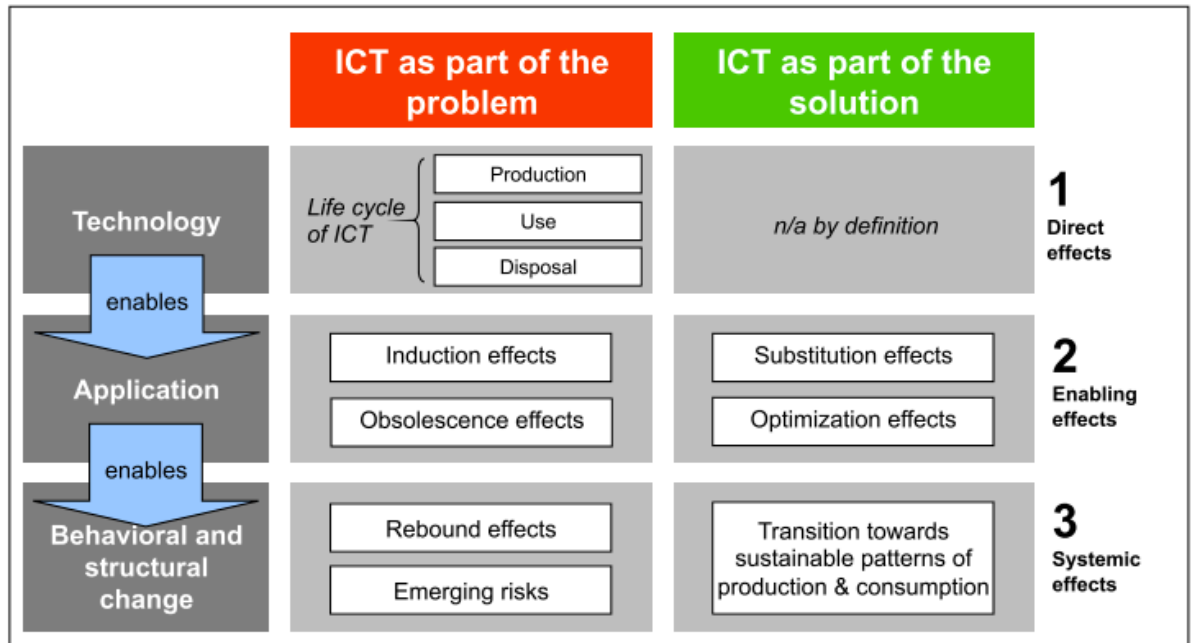 ICT as part of the
problem
ICT as part of the
solution
Technology
Life cycle
of ICT
Production
Use
Disposal
n/a by definition
1
Direct
effects
enables
Application
Induction effects
Obsolescence effects
Substitution effects
Optimization effects
2
Enabling
effects
enables
Behavioral and
structural
change
Rebound effects
Emerging risks
Transition towards
sustainable patterns of
production & consumption
3
Systemic
effects